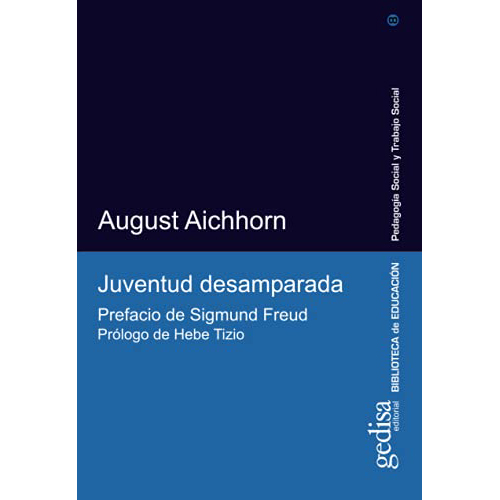 August Aichhorn
Juventud desamparada
Prefacio de Sigmund Freud
Prólogo de Hebe Tizio
gedisa
editorial
BIBLIOTECA de EDUCACIÓN
Pedagogía Social y Trabajo Social